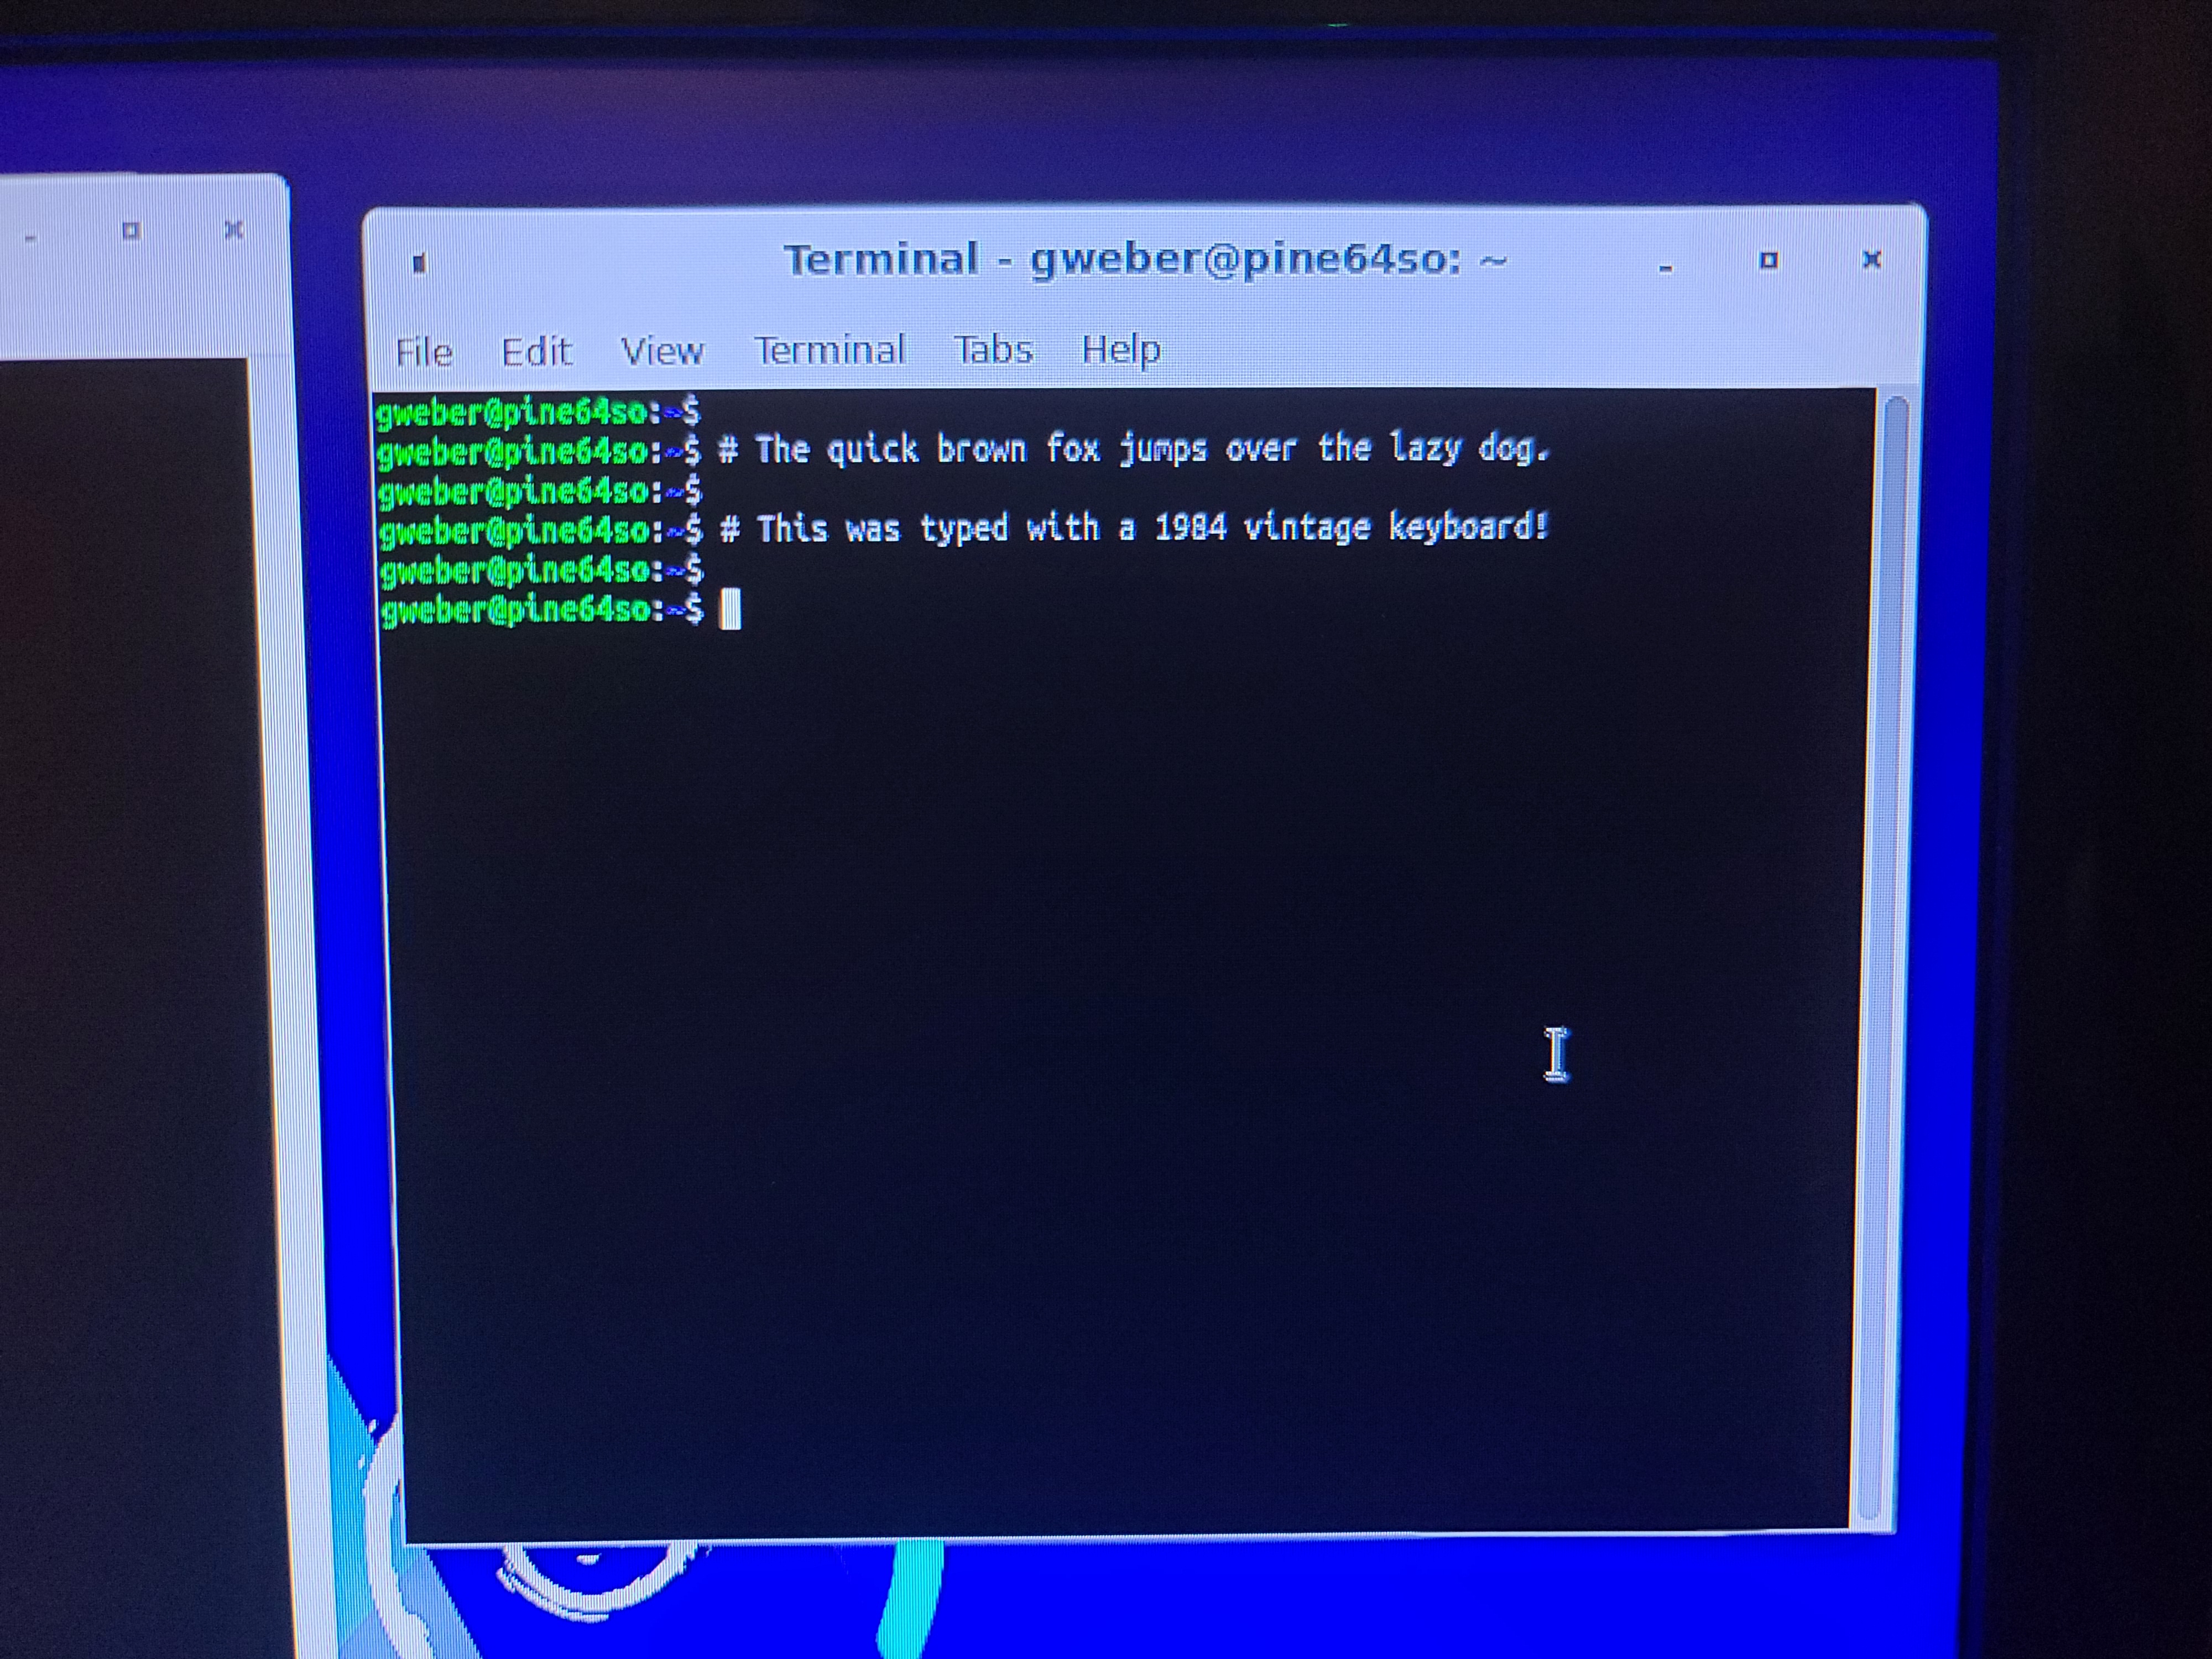 Terminal - gweber@pine64so: ~
File Edit View Terminal Tabs Help
gweber@pine64so:~$
gweber@pine64so:~$ # The quick brown fox jumps over the lazy dog.
gweber@pine64so:~$
gweber@pine64so:~$ # This was typed with a 1984 vintage keyboard!
gweber@pine64so:~$
gweber@pine64so:~$